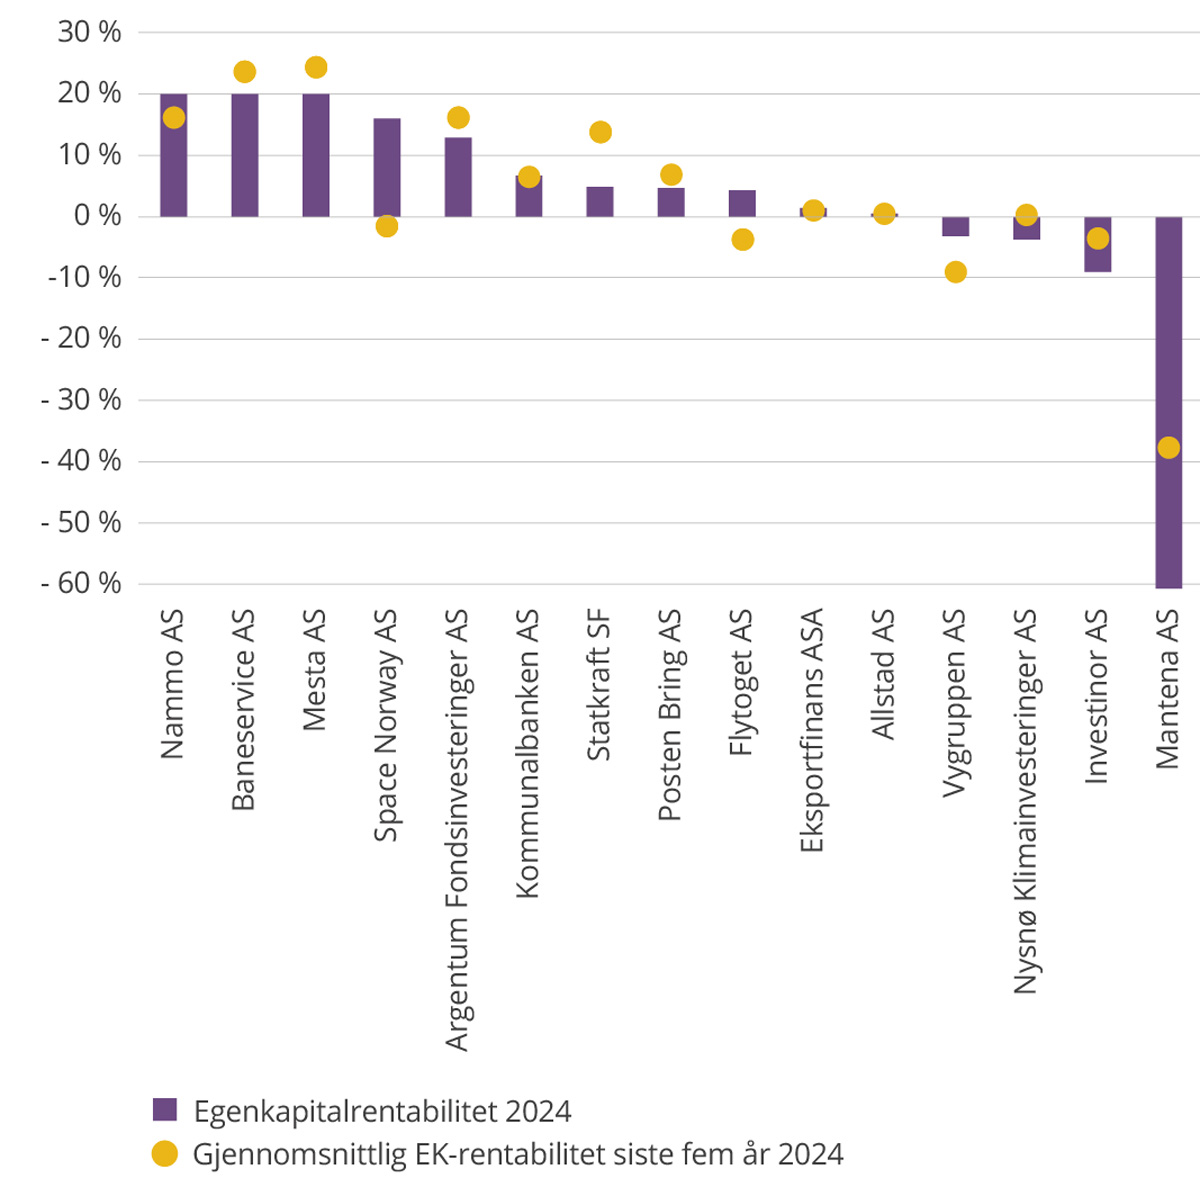 30 %
20 %
10 %
0 %
-10 %
- 20 %
- 30 %
- 40 %
- 50 %
- 60 %
Nammo AS
Baneservice AS
Mesta AS
Space Norway AS
Argentum Fondsinvesteringer AS
Kommunalbanken AS
Statkraft SF
Posten Bring AS
Flytoget AS
Eksportfinans ASA
Allstad AS
Vygruppen AS
Nysnø Klimainvesteringer AS
Investinor AS
Mantena AS
Egenkapitalrentabilitet 2024
Gjennomsnittlig EK-rentabilitet siste fem år 2024